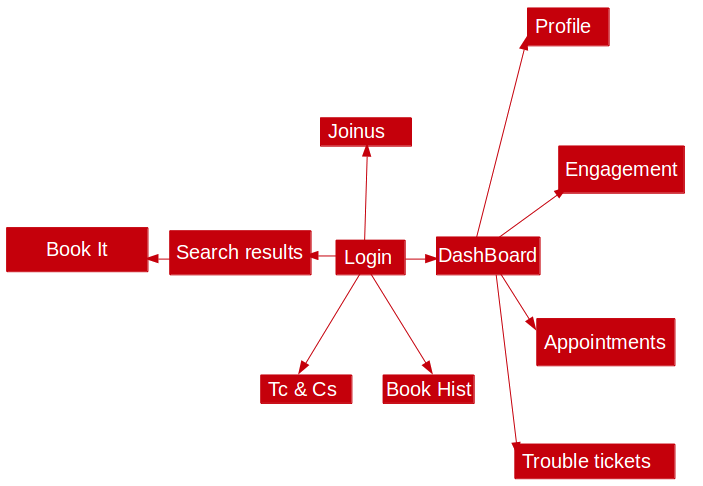 Profile
Joinus
Engagement
Book It
Search results
Login
DashBoard
Appointments
Tc & Cs
Book Hist
Trouble tickets